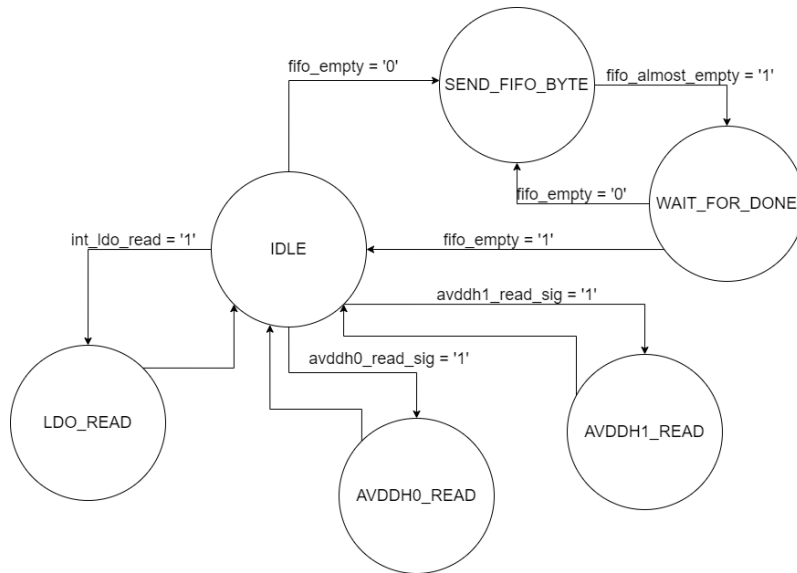 fifo_empty = '0'
SEND_FIFO_BYTE
fifo_almost_empty = '1'
fifo_empty = '0'
WAIT_FOR_DONE
int_ldo_read = '1'
IDLE
fifo_empty = '1'
avddh1_read_sig = '1'
avddh0_read_sig = '1'
LDO_READ
AVDDH1_READ
AVDDH0_READ